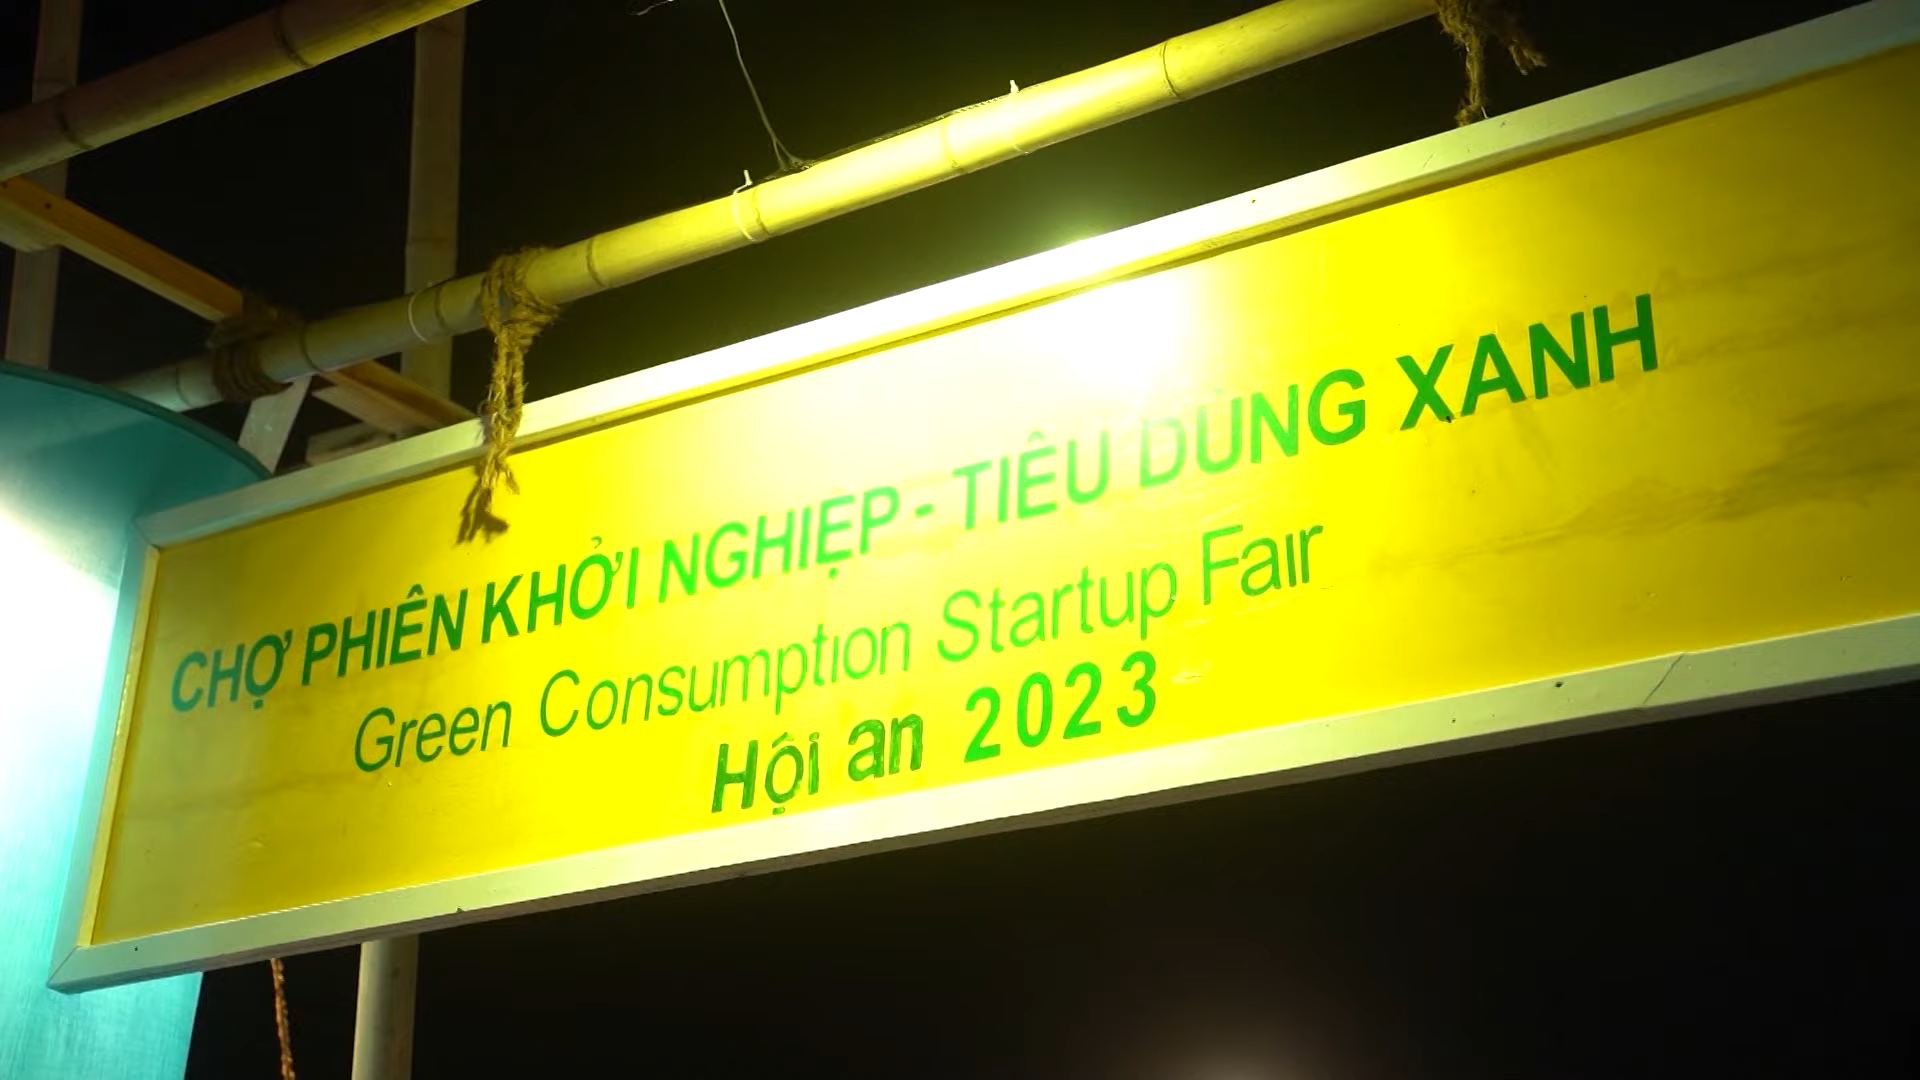 CHỢ PHIÊN KHỞI NGHIỆP - TIÊU DÙNG XANH
Green Consumption Startup Fair
Hội an 2023